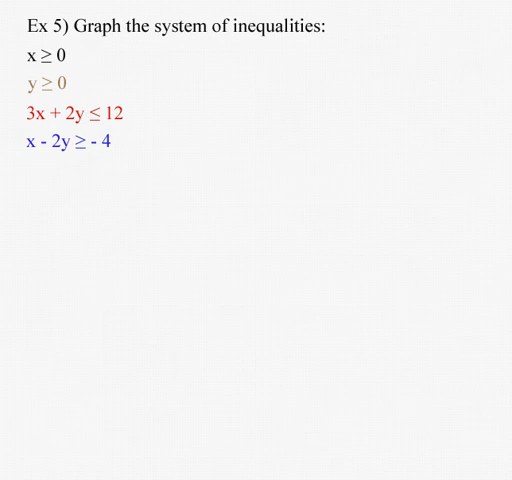 Ex 5) Graph the system of inequalities:
x ≥ 0
y ≥ 0
3x + 2y ≤ 12
x - 2y ≥ - 4